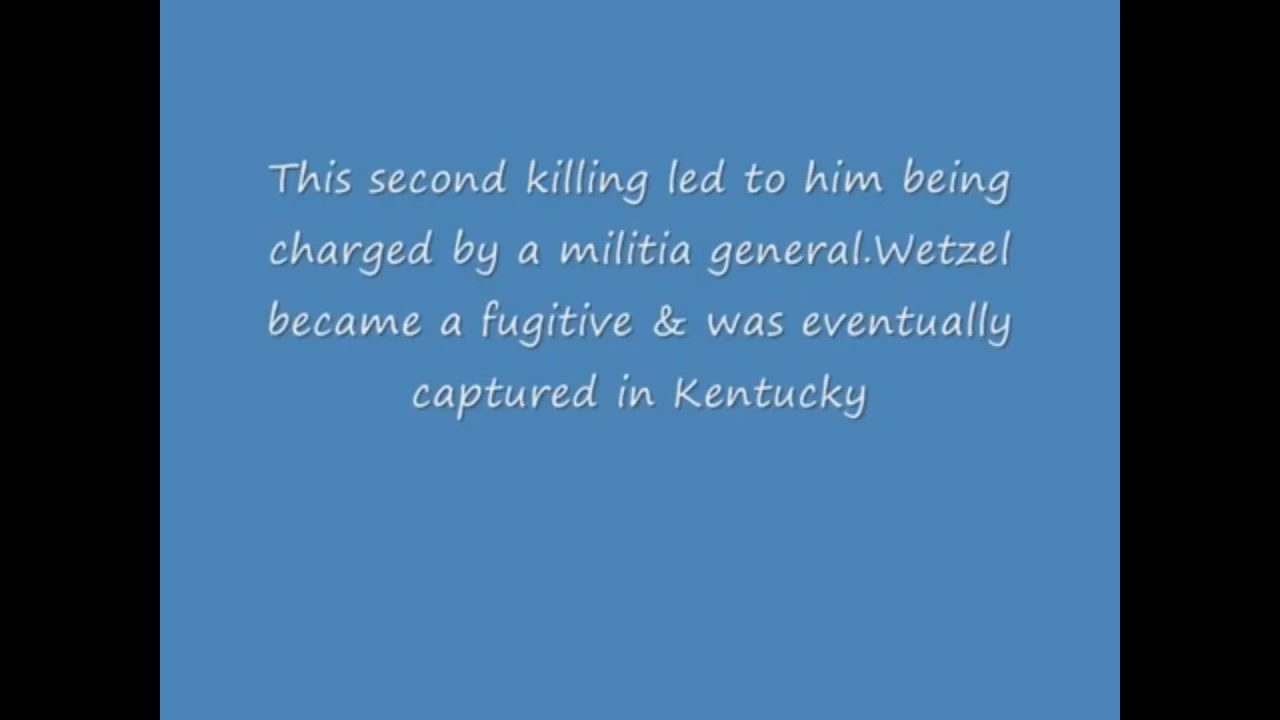 This second killing led to him being
charged by a militia general.Wetzel
became a fugitive & was eventually
captured in Kentucky